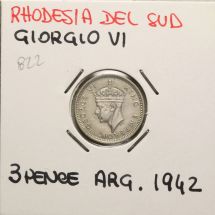 RHODESIA DEL SUD
GIORGIO VI
822
3 PENCE ARG. 1942